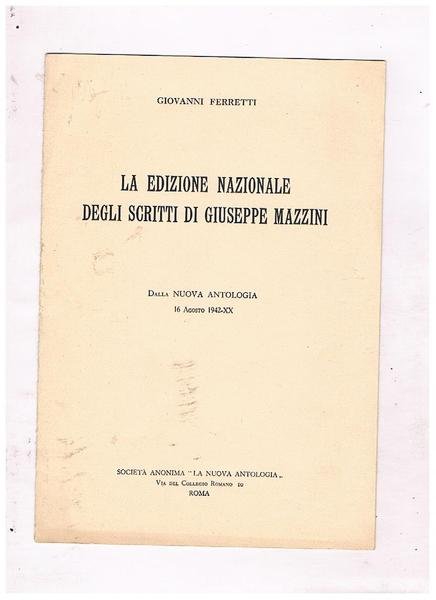 GIOVANNI FERRETTI
LA EDIZIONE NAZIONALE
DEGLI SCRITTI DI GIUSEPPE MAZZINI
DALLA NUOVA ANTOLOGIA
16 AGOSTO 1942-XX
SOCIETÀ ANONIMA "LA NUOVA ANTOLOGIA„
VIA DEL COLLEGIO ROMANO 10
ROMA